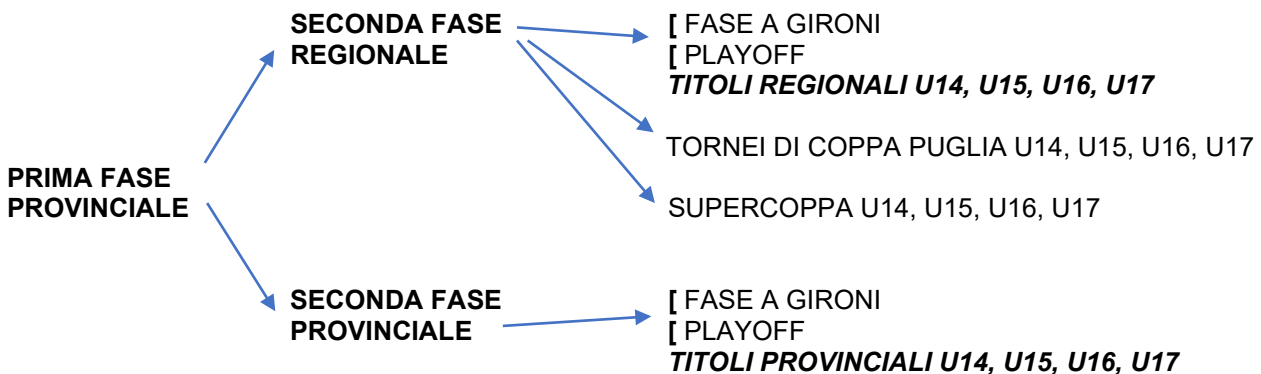 SECONDA FASE
REGIONALE
[ FASE A GIRONI
[ PLAYOFF
TITOLI REGIONALI U14, U15, U16, U17
TORNEI DI COPPA PUGLIA U14, U15, U16, U17
PRIMA FASE
PROVINCIALE
SUPERCOPPA U14, U15, U16, U17
SECONDA FASE
PROVINCIALE
[ FASE A GIRONI
[ PLAYOFF
TITOLI PROVINCIALI U14, U15, U16, U17